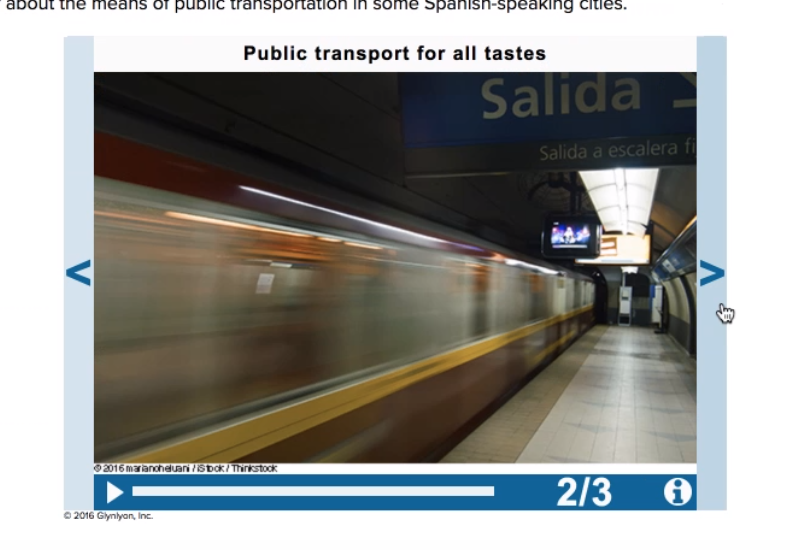 about the means of public transportation in some Spanish-speaking cities.
Public transport for all tastes
Salida
Salida a escalera fi
<
>
© 2016 marianoheluani / iStock / Thinkstock
2/3
i
© 2016 Glynlyon, Inc.